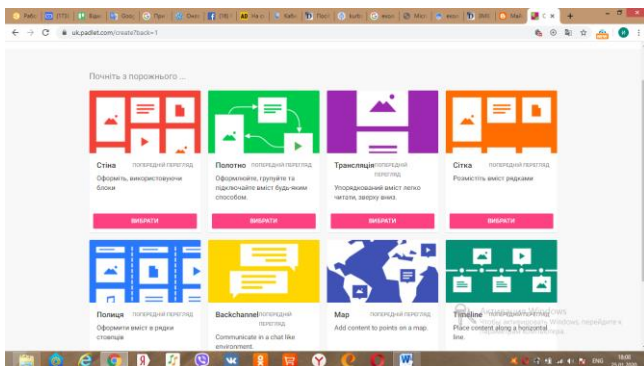 uk.padlet.com/create?back=1
Почніть з порожнього ...
Стіна ПОПЕРЕДНІЙ ПЕРЕГЛЯД
Оформіть, використовуючи
блоки
ВИБРАТИ
Полотно ПОПЕРЕДНІЙ ПЕРЕГЛЯД
Оформлюйте, групуйте та
підключайте вміст будь-яким
способом.
ВИБРАТИ
Трансляція ПОПЕРЕДНІЙ
ПЕРЕГЛЯД
Упорядкований вміст легко
читати, зверху вниз.
ВИБРАТИ
Сітка ПОПЕРЕДНІЙ ПЕРЕГЛЯД
Розмістіть вміст рядками
ВИБРАТИ
Полиця ПОПЕРЕДНІЙ ПЕРЕГЛЯД
Оформити вміст в рядки
стовпців
Backchannel ПОПЕРЕДНІЙ
ПЕРЕГЛЯД
Communicate in a chat like
environment.
Map ПОПЕРЕДНІЙ ПЕРЕГЛЯД
Add content to points on a map.
Timeline ПОПЕРЕДНІЙ ПЕРЕГЛЯД
Place content along a horizontal
line.
ENG
18:00